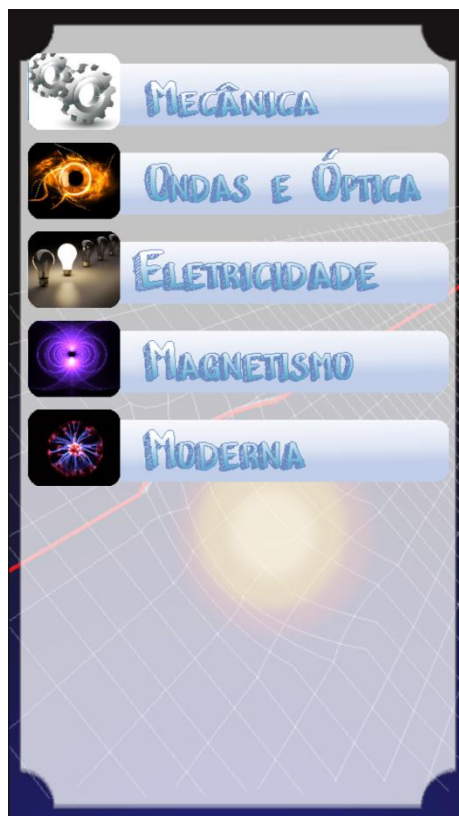 Mecânica
Ondas e Óptica
Eletricidade
Magnetismo
Moderna